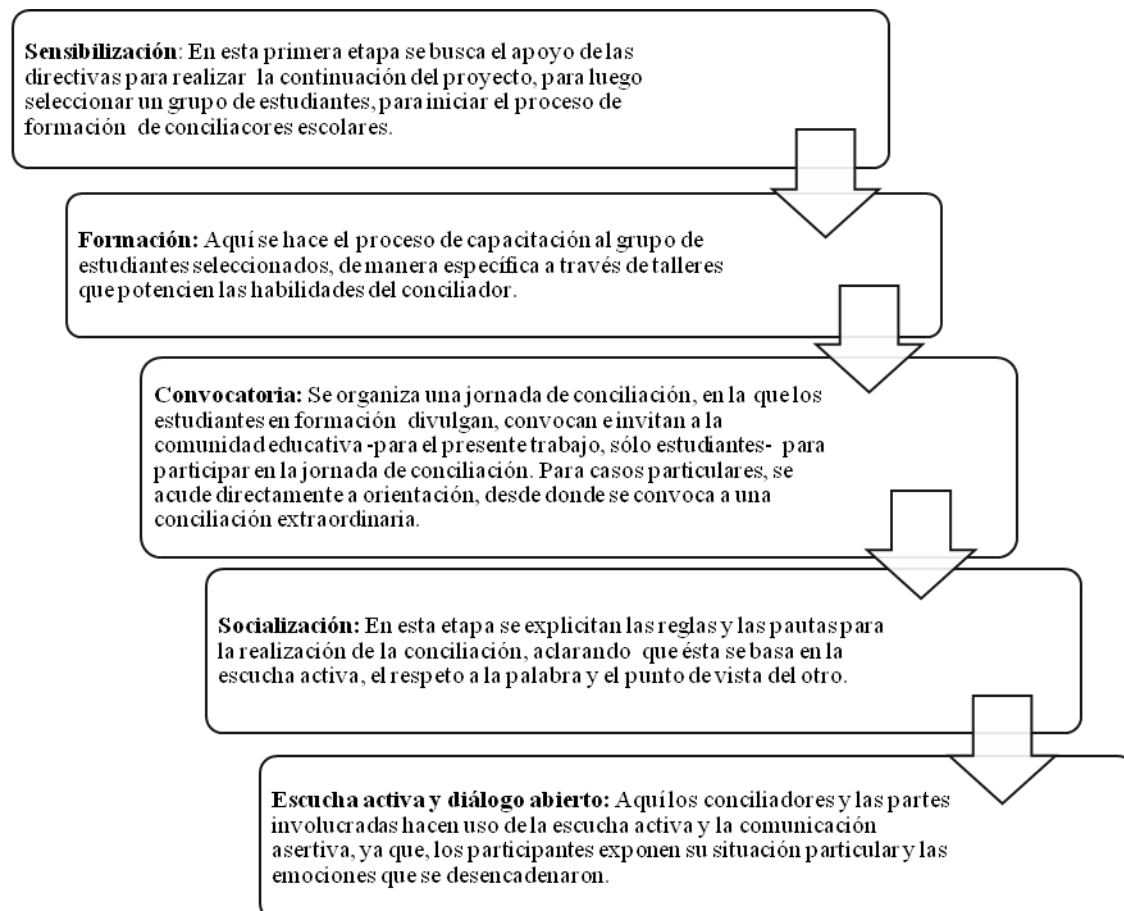 Sensibilización: En esta primera etapa se busca el apoyo de las
directivas para realizar la continuación del proyecto, para luego
seleccionar un grupo de estudiantes, para iniciar el proceso de
formación de conciliacores escolares.
Formación: Aquí se hace el proceso de capacitación al grupo de
estudiantes seleccionados, de manera específica a través de talleres
que potencien las habilidades del conciliador.
Convocatoria: Se organiza una jornada de conciliación, en la que los
estudiantes en formación divulgan, convocan e invitan a la
comunidad educativa -para el presente trabajo, sólo estudiantes- para
participar en la jornada de conciliación. Para casos particulares, se
acude directamente a orientación, desde donde se convoca a una
conciliación extraordinaria.
Socialización: En esta etapa se explicitan las reglas y las pautas para
la realización de la conciliación, aclarando que ésta se basa en la
escucha activa, el respeto a la palabra y el punto de vista del otro.
Escucha activa y diálogo abierto: Aquí los conciliadores y las partes
involucradas hacen uso de la escucha activa y la comunicación
asertiva, ya que, los participantes exponen su situación particular y las
emociones que se desencadenaron.